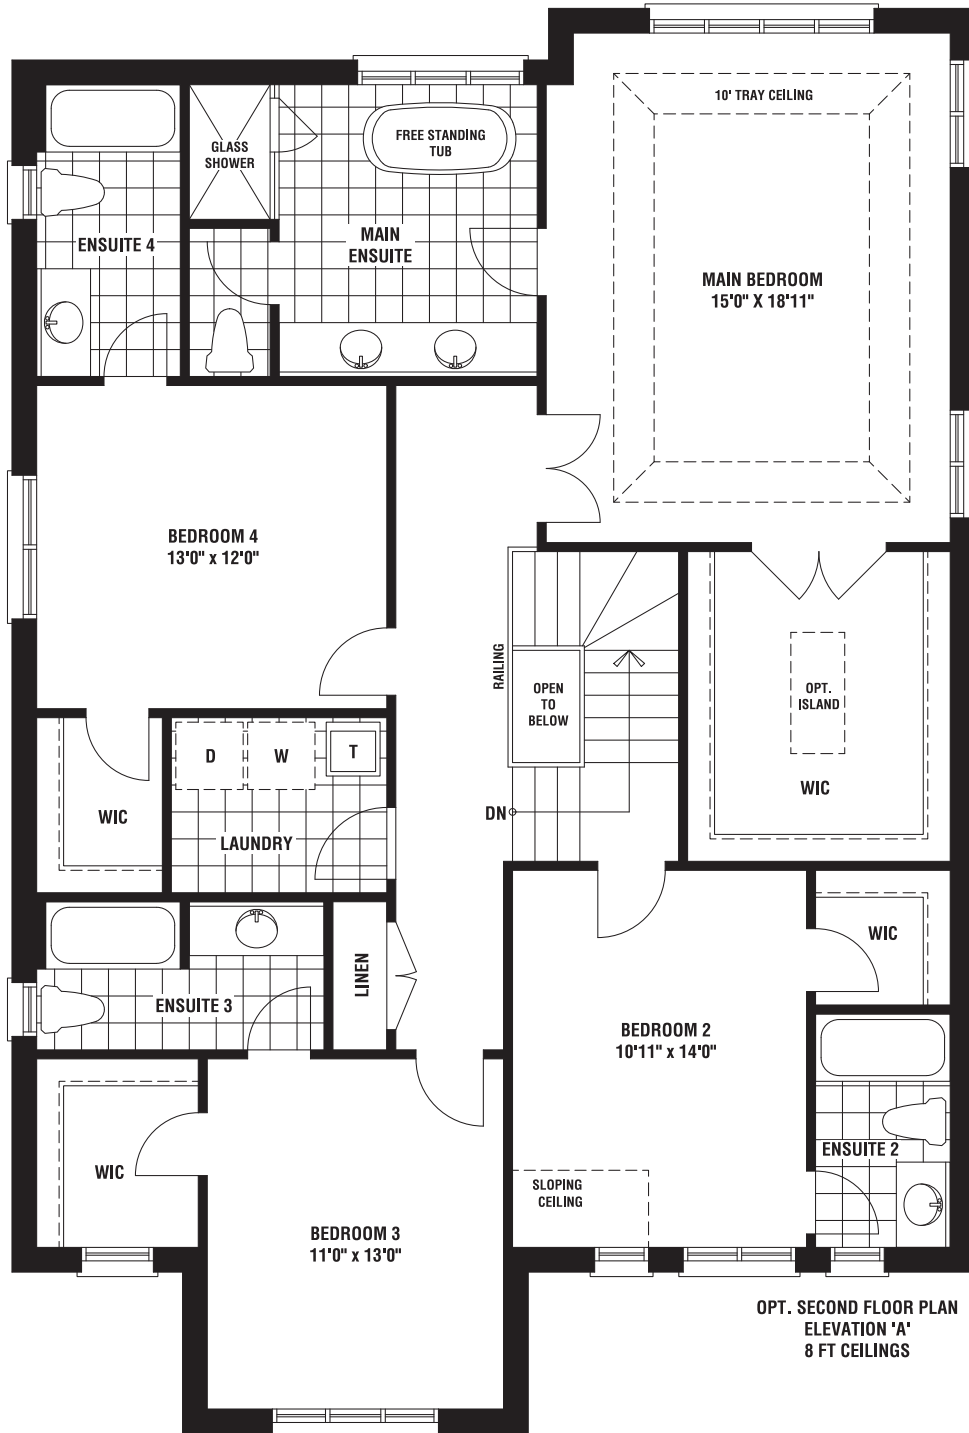 10' TRAY CEILING
FREE STANDING
TUB
GLASS
SHOWER
MAIN
ENSUITE
ENSUITE 4
MAIN BEDROOM
15'0" X 18'11"
BEDROOM 4
13'0" x 12'0"
RAILING
OPEN
TO
BELOW
OPT.
ISLAND
WIC
D
W
T
WIC
LAUNDRY
DN
LINEN
WIC
ENSUITE 3
BEDROOM 2
10'11" x 14'0"
ENSUITE 2
WIC
SLOPING
CEILING
BEDROOM 3
11'0" x 13'0"
OPT. SECOND FLOOR PLAN
ELEVATION 'A'
8 FT CEILINGS